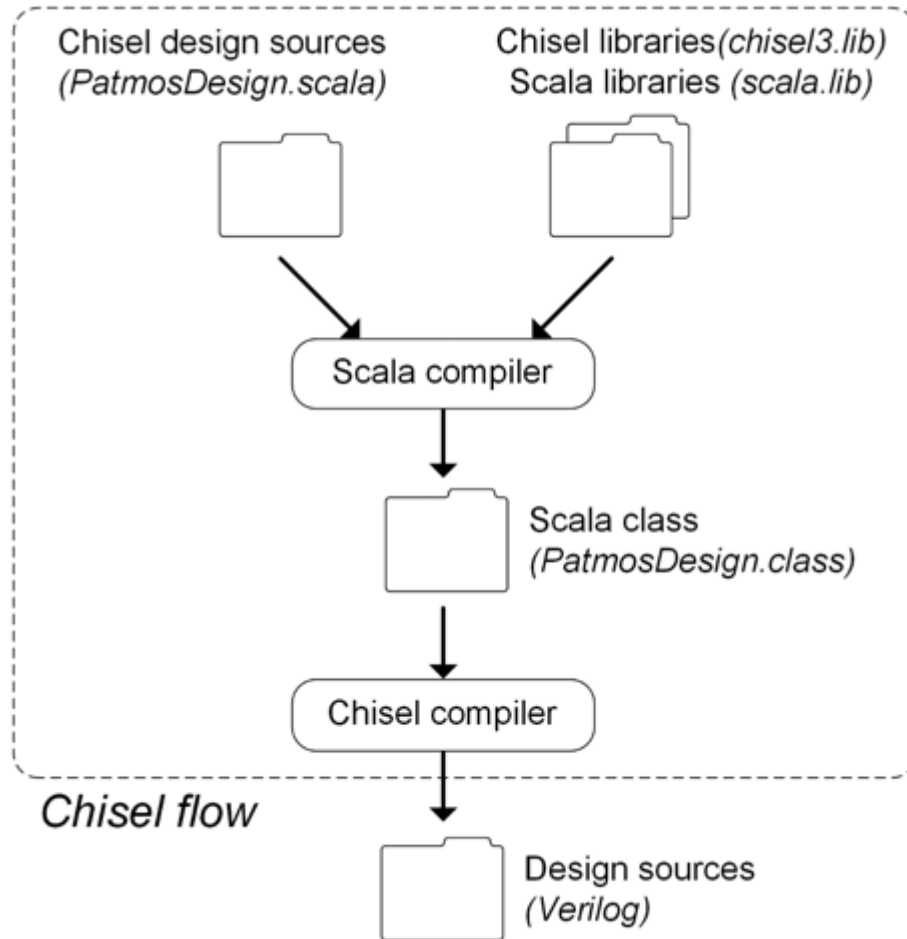 Chisel design sources
(PatmosDesign.scala)
Chisel libraries(chisel3.lib)
Scala libraries (scala.lib)
Scala compiler
Scala class
(PatmosDesign.class)
Chisel compiler
Chisel flow
Design sources
(Verilog)